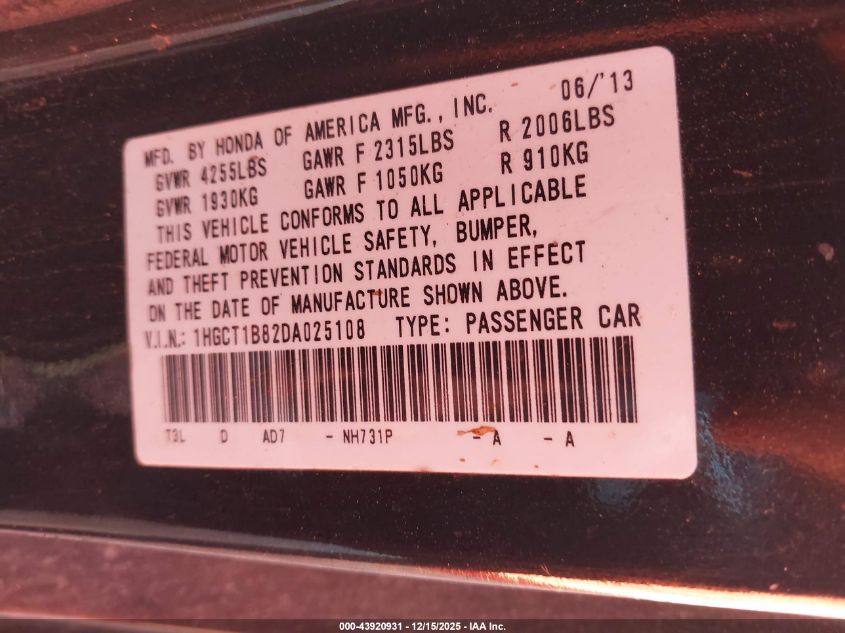 06/'13
MFD. BY HONDA OF AMERICA MFG., INC.
GVWR 4255LBS GAWR F 2315LBS R 2006LBS
GVWR 1930KG GAWR F 1050KG R 910KG
THIS VEHICLE CONFORMS TO ALL APPLICABLE
FEDERAL MOTOR VEHICLE SAFETY, BUMPER,
AND THEFT PREVENTION STANDARDS IN EFFECT
ON THE DATE OF MANUFACTURE SHOWN ABOVE.
V.I.N.: 1HGCT1B82DA025108 TYPE: PASSENGER CAR
T3L D AD7 - NH731P - A - A
000-43920931 - 12/15/2025 - IAA Inc.